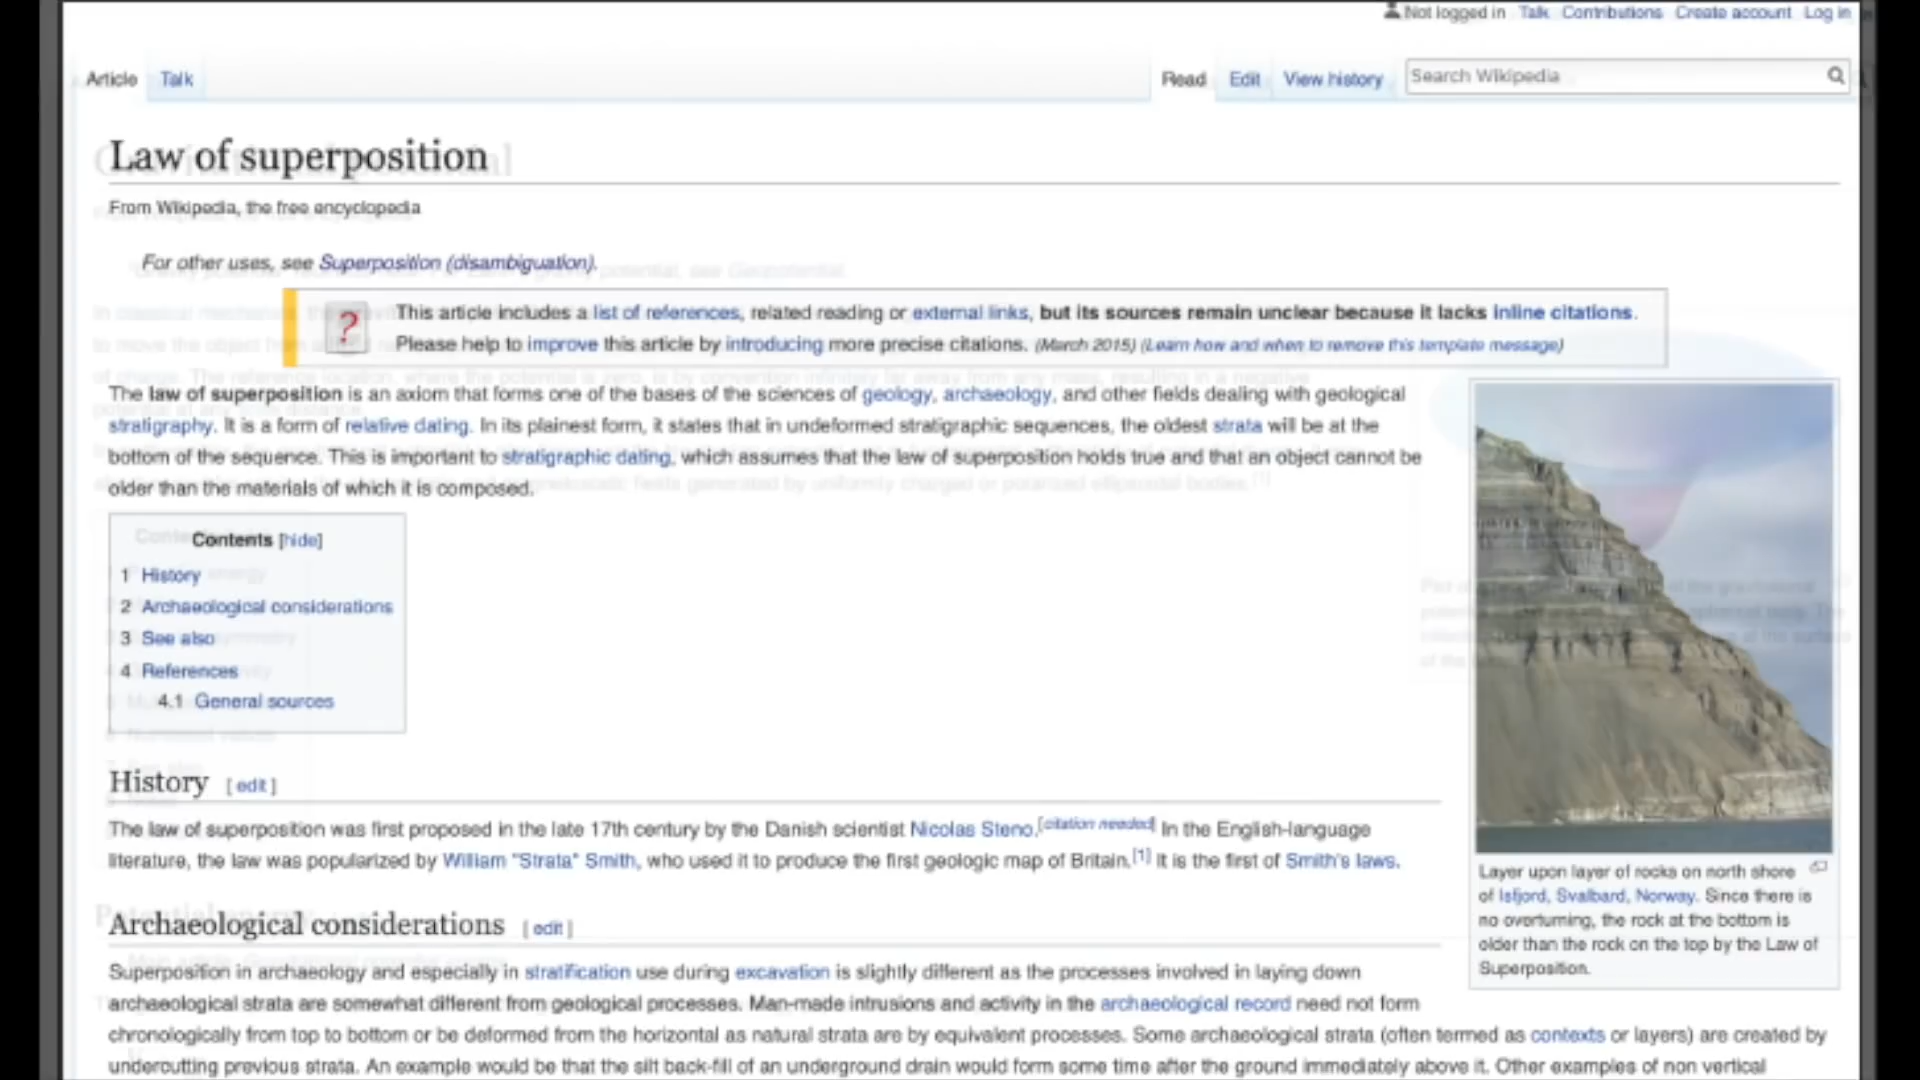 Not logged in Talk Contributions Create account Log in
Article Talk Read Edit View history Search Wikipedia
Law of superposition
From Wikipedia, the free encyclopedia
For other uses, see Superposition (disambiguation).
This article includes a list of references, related reading or external links, but its sources remain unclear because it lacks inline citations.
Please help to improve this article by introducing more precise citations. (March 2015) (Learn how and when to remove this template message)
The law of superposition is an axiom that forms one of the bases of the sciences of geology, archaeology, and other fields dealing with geological
stratigraphy. It is a form of relative dating. In its plainest form, it states that in undeformed stratigraphic sequences, the oldest strata will be at the
bottom of the sequence. This is important to stratigraphic dating, which assumes that the law of superposition holds true and that an object cannot be
older than the materials of which it is composed.
Contents [hide]
1 History
2 Archaeological considerations
3 See also
4 References
4.1 General sources
Layer upon layer of rocks on north shore
of Isfjord, Svalbard, Norway. Since there is
no overturning, the rock at the bottom is
older than the rock on the top by the Law of
Superposition.
History [ edit ]
The law of superposition was first proposed in the late 17th century by the Danish scientist Nicolas Steno.[citation needed] In the English-language
literature, the law was popularized by William "Strata" Smith, who used it to produce the first geologic map of Britain.[1] It is the first of Smith's laws.
Archaeological considerations [ edit ]
Superposition in archaeology and especially in stratification use during excavation is slightly different as the processes involved in laying down
archaeological strata are somewhat different from geological processes. Man-made intrusions and activity in the archaeological record need not form
chronologically from top to bottom or be deformed from the horizontal as natural strata are by equivalent processes. Some archaeological strata (often termed as contexts or layers) are created by
undercutting previous strata. An example would be that the silt back-fill of an underground drain would form some time after the ground immediately above it. Other examples of non vertical